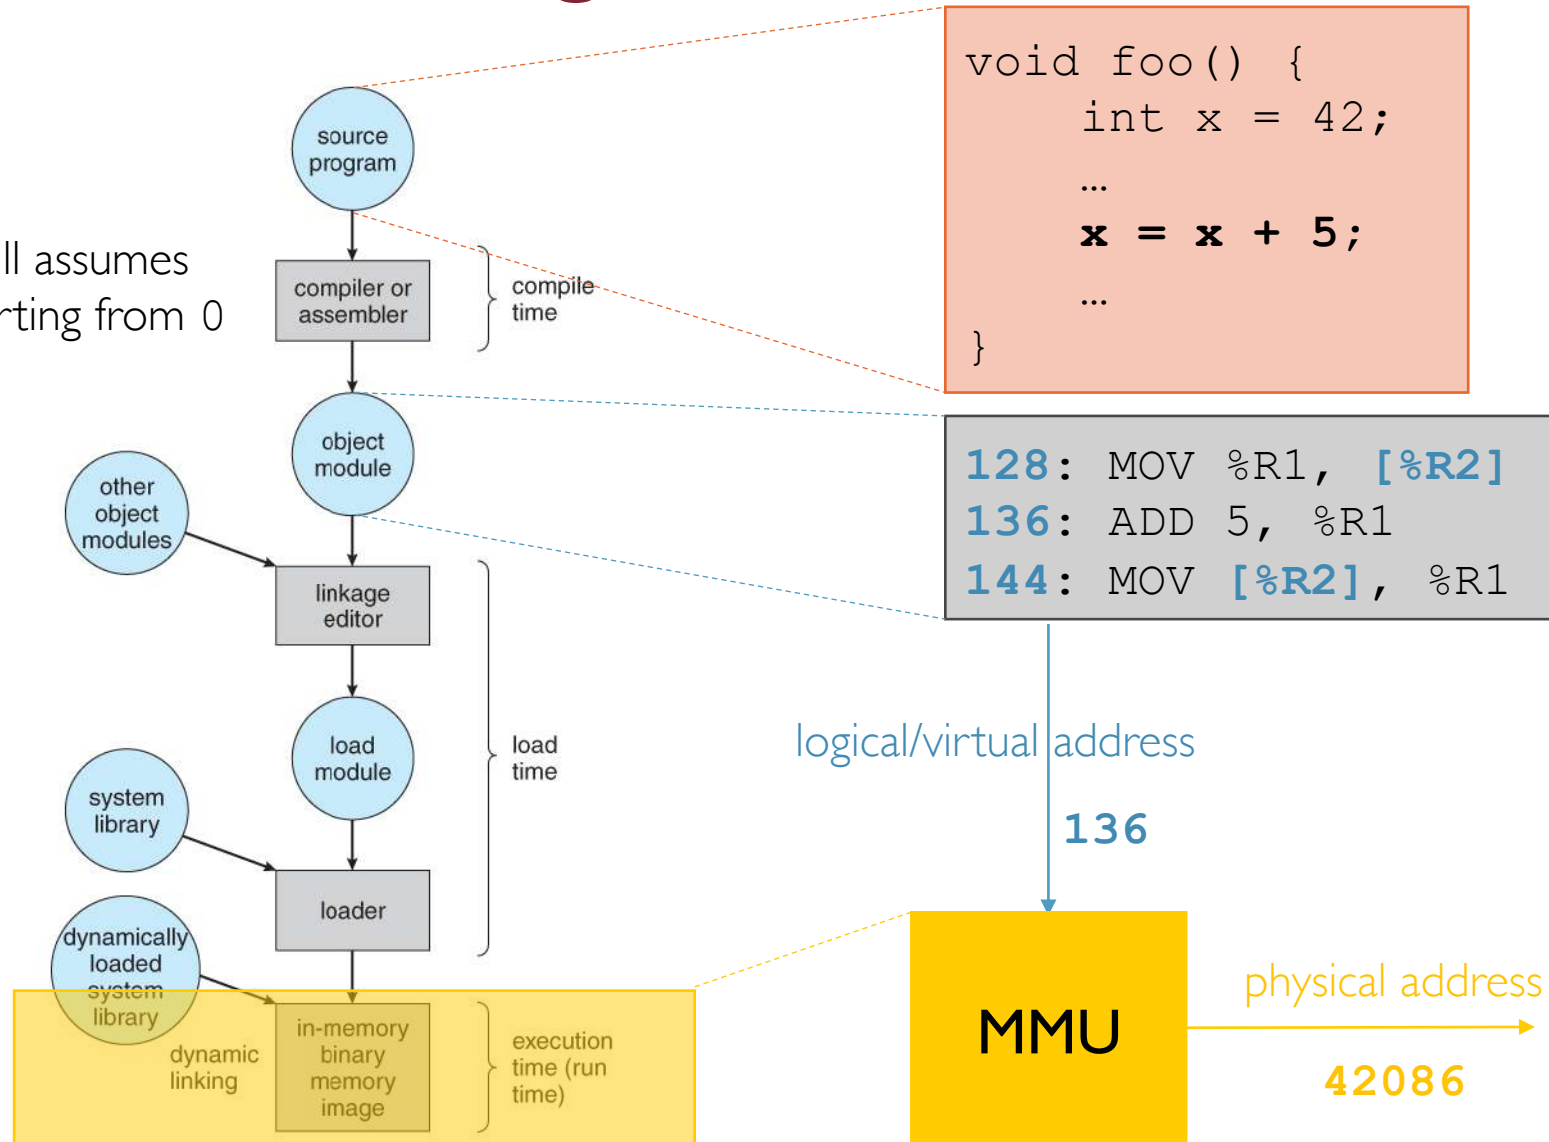 source
program
ll assumes
rting from 0
compiler or
assembler
compile
time
object
module
other
object
modules
linkage
editor
load
module
load
time
system
library
loader
dynamically
loaded
system
library
dynamic
linking
in-memory
binary
memory
image
execution
time (run
time)
void foo() {
int x = 42;
…
x = x + 5;
…
}
128: MOV %R1, [%R2]
136: ADD 5, %R1
144: MOV [%R2], %R1
logical/virtual address
136
MMU
physical address
42086